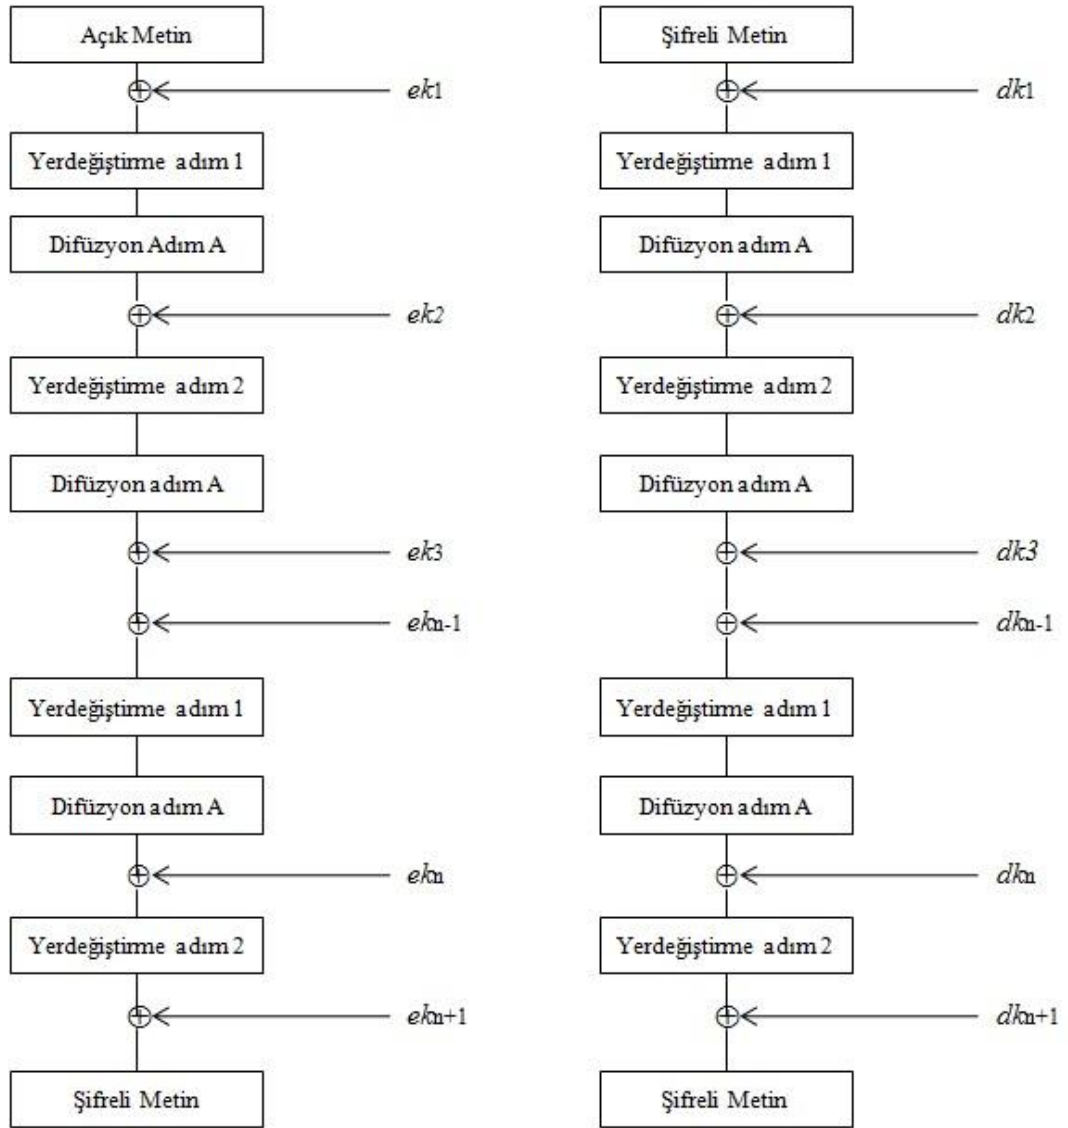 Açık Metin
ek1
Yerdeğiştirme adım 1
Difüzyon Adım A
ek2
Yerdeğiştirme adım 2
Difüzyon adım A
ek3
ekn-1
Yerdeğiştirme adım 1
Difüzyon adım A
ekn
Yerdeğiştirme adım 2
ekn+1
Şifreli Metin
Şifreli Metin
dk1
Yerdeğiştirme adım 1
Difüzyon adım A
dk2
Yerdeğiştirme adım 2
Difüzyon adım A
dk3
dkn-1
Yerdeğiştirme adım 1
Difüzyon adım A
dkn
Yerdeğiştirme adım 2
dkn+1
Şifreli Metin